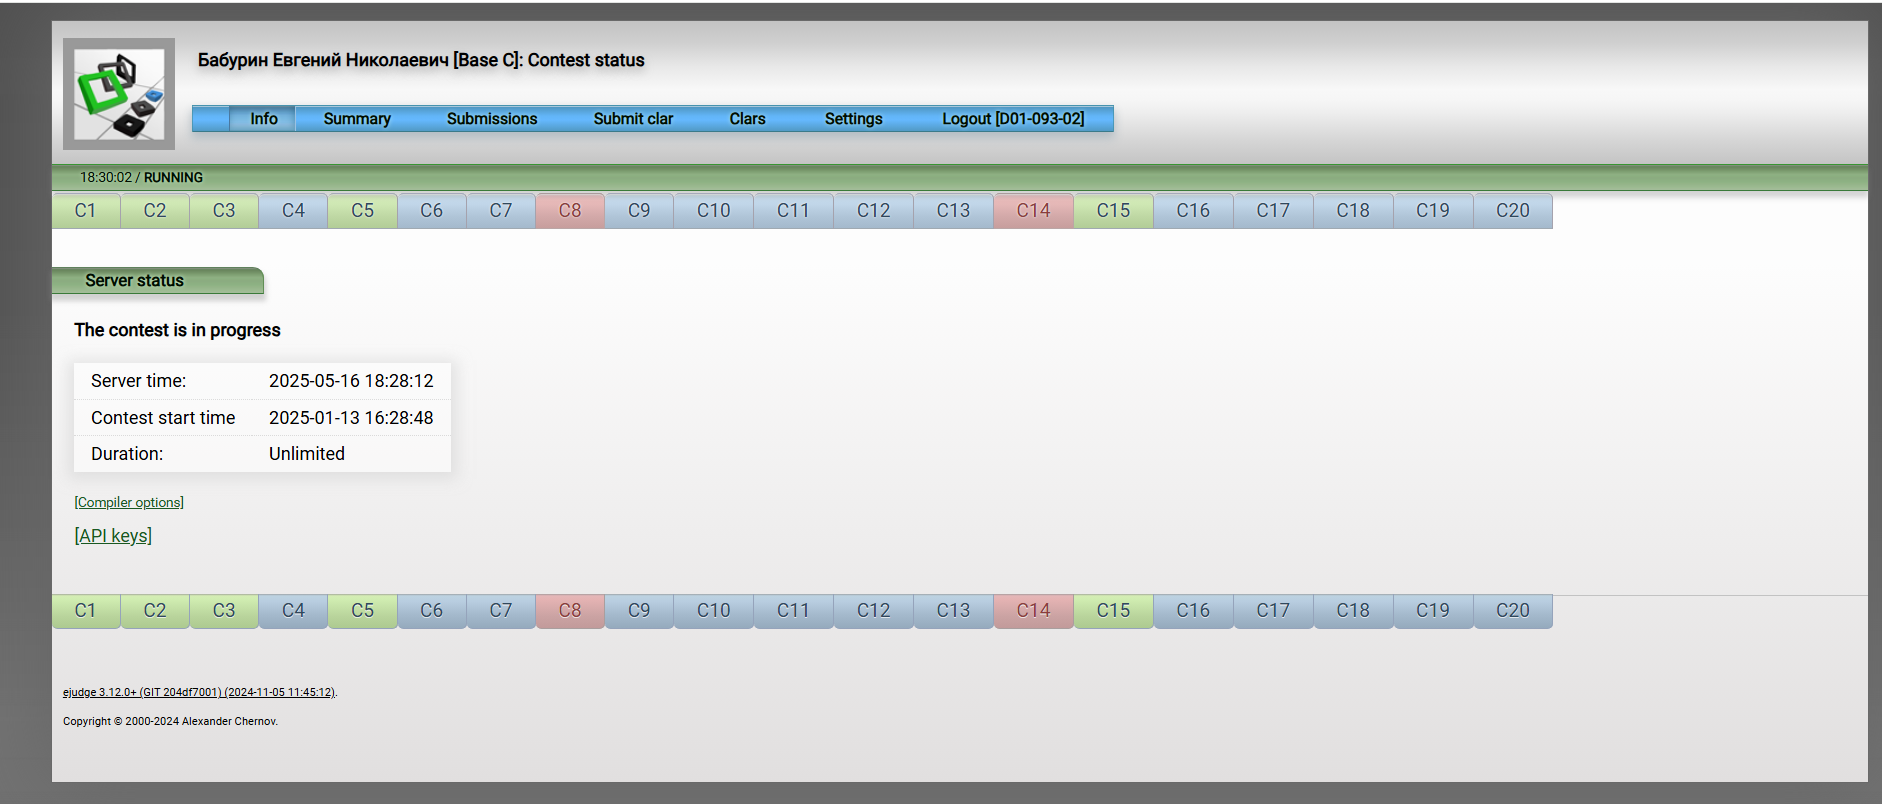 Бабурин Евгений Николаевич [Base C]: Contest status
Info Summary Submissions Submit clar Clars Settings Logout [D01-093-02]
18:30:02 / RUNNING
C1 C2 C3 C4 C5 C6 C7 C8 C9 C10 C11 C12 C13 C14 C15 C16 C17 C18 C19 C20
Server status
The contest is in progress
Server time: 2025-05-16 18:28:12
Contest start time 2025-01-13 16:28:48
Duration: Unlimited
[Compiler options]
[API keys]
C1 C2 C3 C4 C5 C6 C7 C8 C9 C10 C11 C12 C13 C14 C15 C16 C17 C18 C19 C20
ejudge 3.12.0+ (GIT 204df7001) (2024-11-05 11:45:12).
Copyright © 2000-2024 Alexander Chernov.